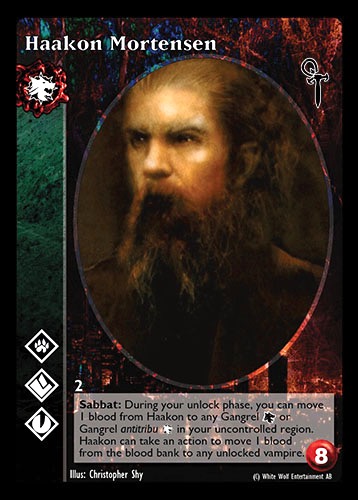 Haakon Mortensen
2
Sabbat: During your unlock phase, you can move
1 blood from Haakon to any Gangrel or
Gangrel antitribu in your uncontrolled region.
Haakon can take an action to move 1 blood
from the blood bank to any unlocked vampire.
8
Illus: Christopher Shy
(C) White Wolf Entertainment AB